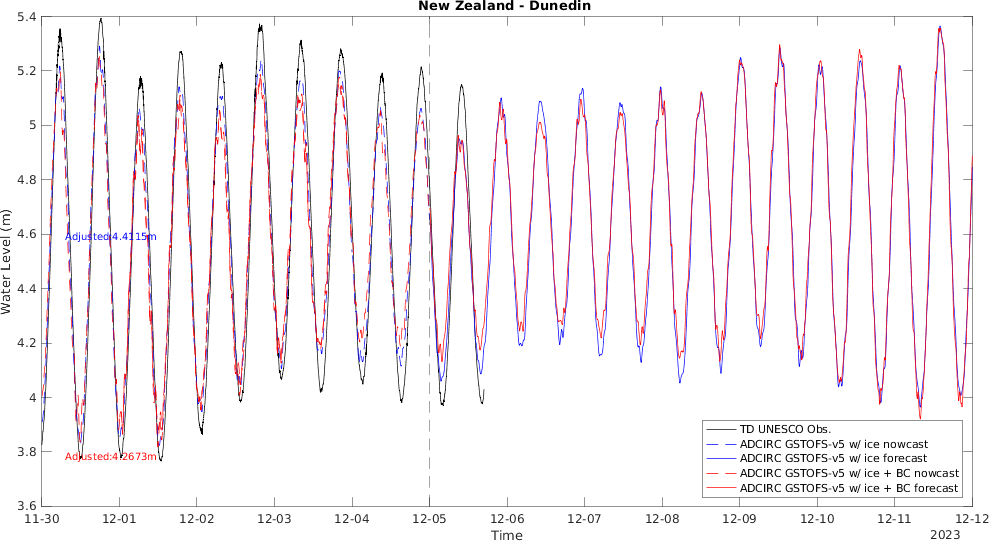 New Zealand - Dunedin
Water Level (m)
5.4
5.2
5
4.8
4.6
4.4
4.2
4
3.8
3.6
Adjusted:4.4115m
Adjusted:4.2673m
TD UNESCO Obs.
ADCIRC GSTOFS-v5 w/ ice nowcast
ADCIRC GSTOFS-v5 w/ ice forecast
ADCIRC GSTOFS-v5 w/ ice + BC nowcast
ADCIRC GSTOFS-v5 w/ ice + BC forecast
11-30 12-01 12-02 12-03 12-04 12-05 12-06 12-07 12-08 12-09 12-10 12-11 12-12
Time
2023